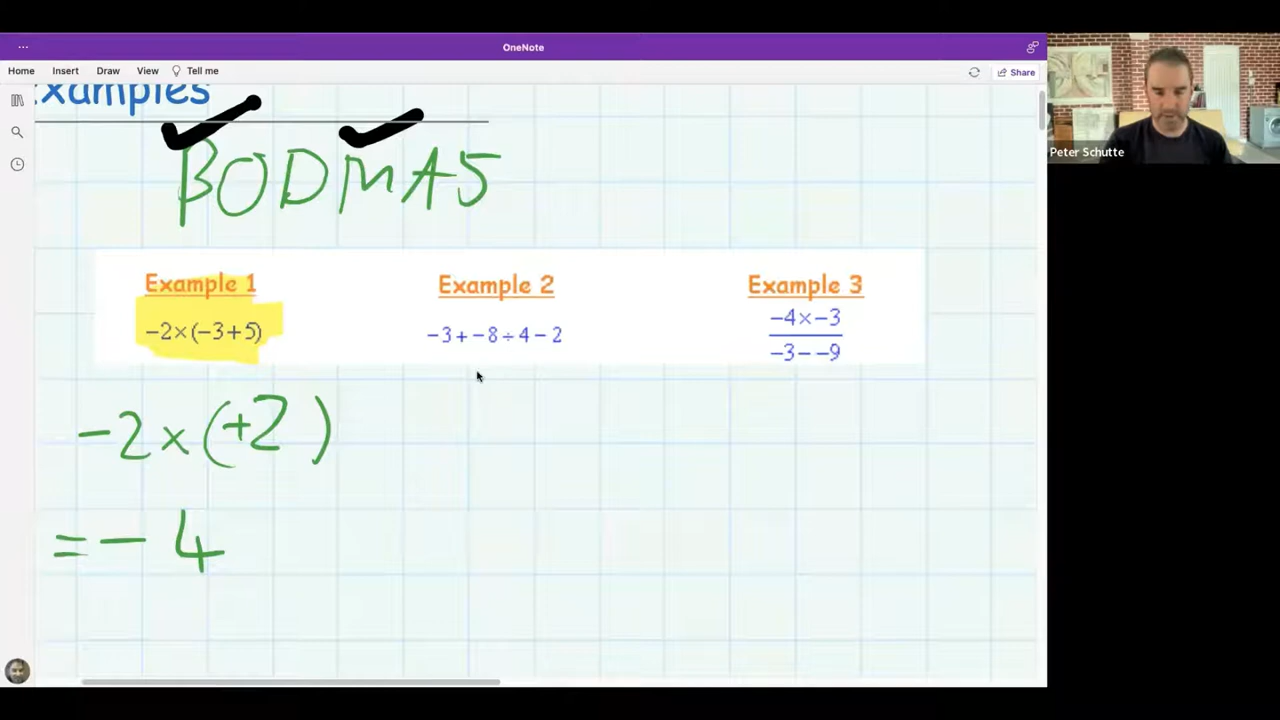 OneNote
Home Insert Draw View Tell me
Share
Examples
BODMAS
Example 1 Example 2 Example 3
−2×(−3+5) −3+−8÷4−2 −4×−3
−3−−9
−2×(+2)
=−4
Peter Schutte